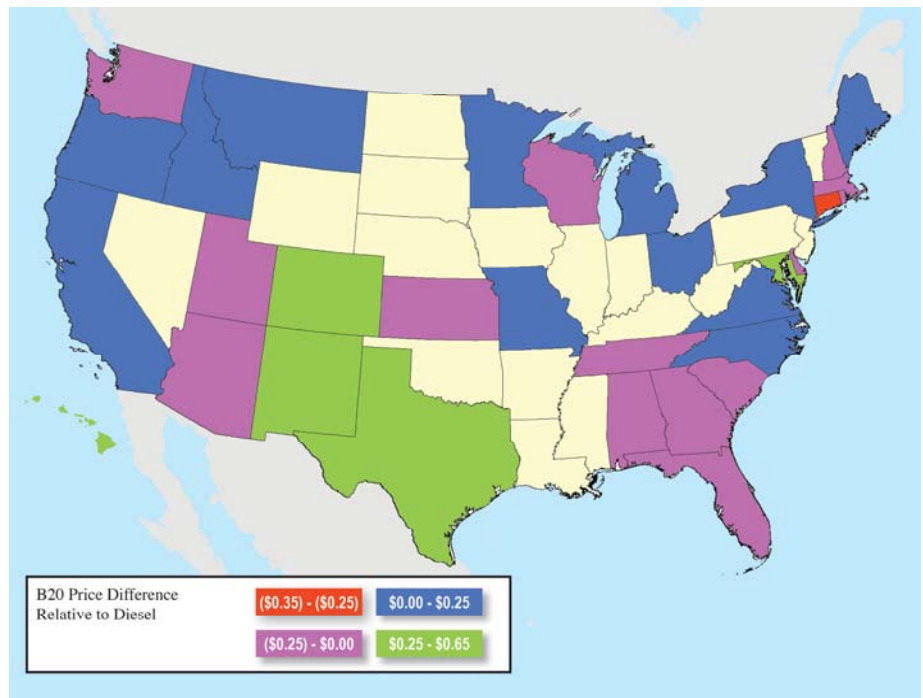 B20 Price Difference
Relative to Diesel
($0.35) - ($0.25)
$0.00 - $0.25
($0.25) - $0.00
$0.25 - $0.65